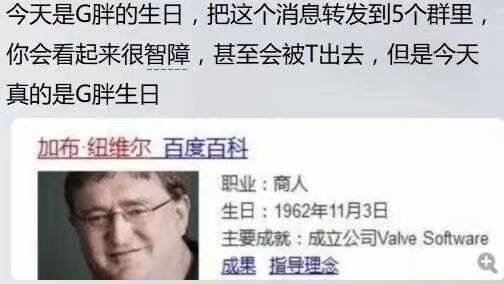 今天是G胖的生日，把这个消息转发到5个群里，
你会看起来很智障，甚至会被T出去，但是今天
真的是G胖生日
加布·纽维尔 百度百科
职业：商人
生日：1962年11月3日
主要成就：成立公司Valve Software
成果 指导理念